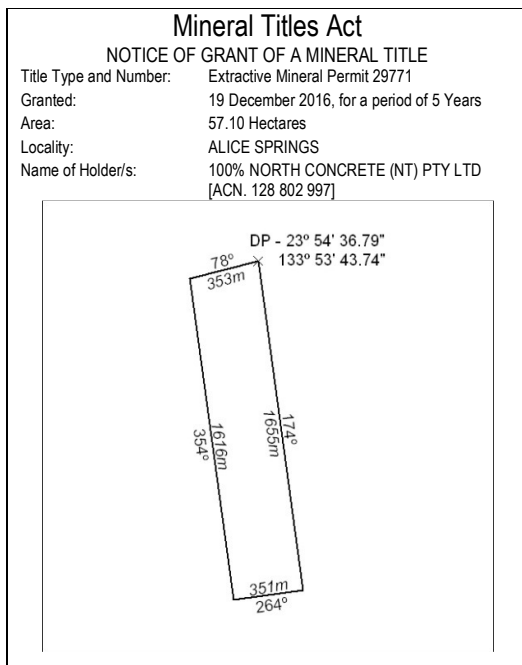 Mineral Titles Act
NOTICE OF GRANT OF A MINERAL TITLE
Title Type and Number: Extractive Mineral Permit 29771
Granted: 19 December 2016, for a period of 5 Years
Area: 57.10 Hectares
Locality: ALICE SPRINGS
Name of Holder/s: 100% NORTH CONCRETE (NT) PTY LTD
[ACN. 128 802 997]
DP - 23º 54' 36.79"
133º 53' 43.74"
78º
353m
174º
1655m
1616m
354º
351m
264º